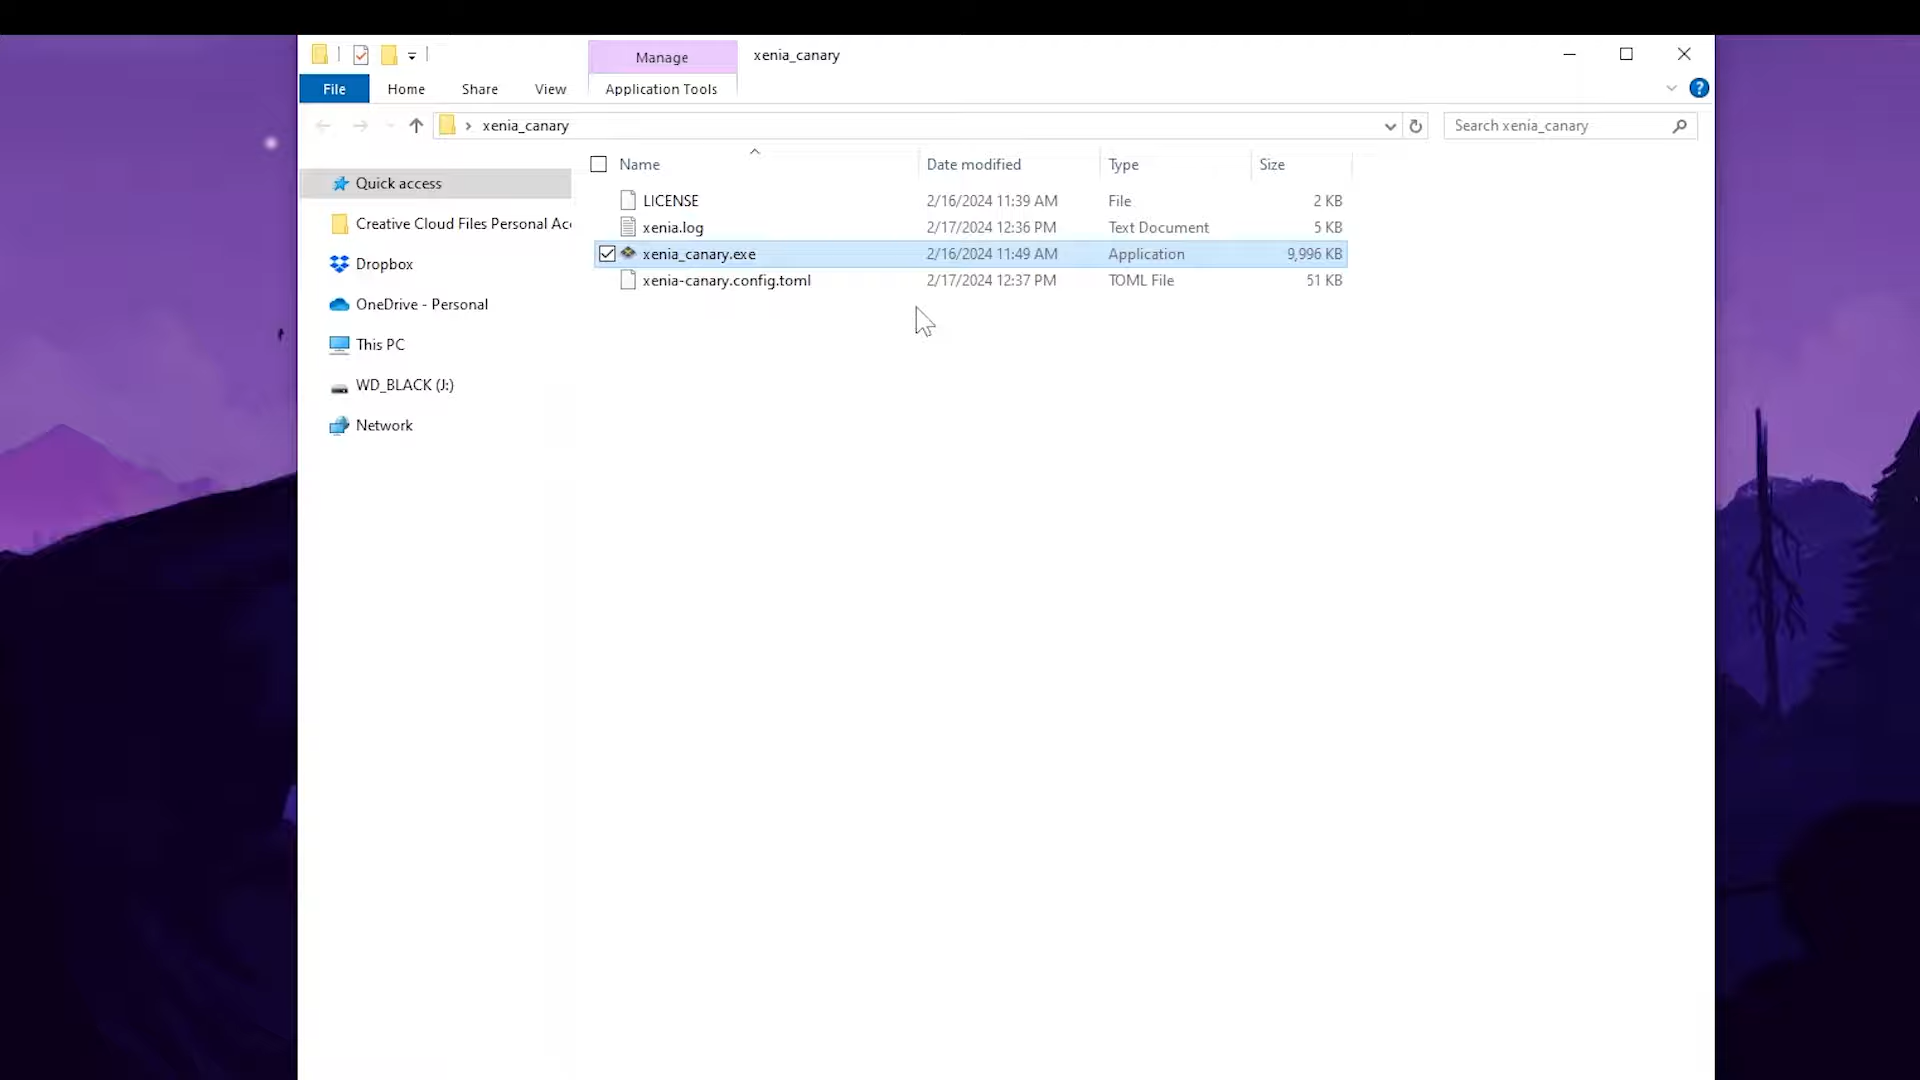 Manage
xenia_canary
File
Home
Share
View
Application Tools
?
xenia_canary
Search xenia_canary
Name
Date modified
Type
Size
Quick access
Creative Cloud Files Personal Acc
Dropbox
OneDrive - Personal
This PC
WD_BLACK (J:)
Network
LICENSE 2/16/2024 11:39 AM File 2 KB
xenia.log 2/17/2024 12:36 PM Text Document 5 KB
xenia_canary.exe 2/16/2024 11:49 AM Application 9,996 KB
xenia-canary.config.toml 2/17/2024 12:37 PM TOML File 51 KB